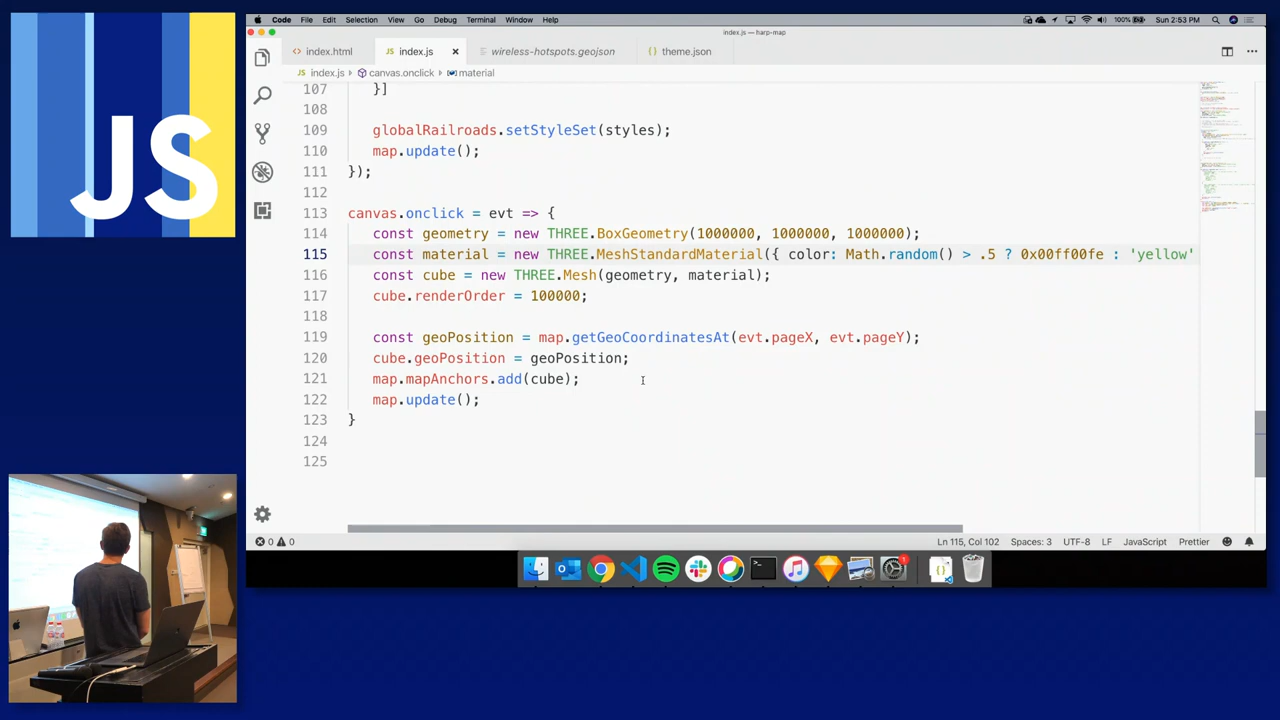 JS
Code File Edit Selection View Go Debug Terminal Window Help
100% Sun 2:53 PM
index.js — harp-map
index.html index.js wireless-hotspots.geojson theme.json
index.js canvas.onclick material
107 }]
108
109 globalRailroads.setStyleSet(styles);
110 map.update();
111 });
112
113 canvas.onclick = evt => {
114 const geometry = new THREE.BoxGeometry(1000000, 1000000, 1000000);
115 const material = new THREE.MeshStandardMaterial({ color: Math.random() > .5 ? 0x00ff00fe : 'yellow'
116 const cube = new THREE.Mesh(geometry, material);
117 cube.renderOrder = 100000;
118
119 const geoPosition = map.getGeoCoordinatesAt(evt.pageX, evt.pageY);
120 cube.geoPosition = geoPosition;
121 map.mapAnchors.add(cube);
122 map.update();
123 }
124
125
0 0 Ln 115, Col 102 Spaces: 3 UTF-8 LF JavaScript Prettier